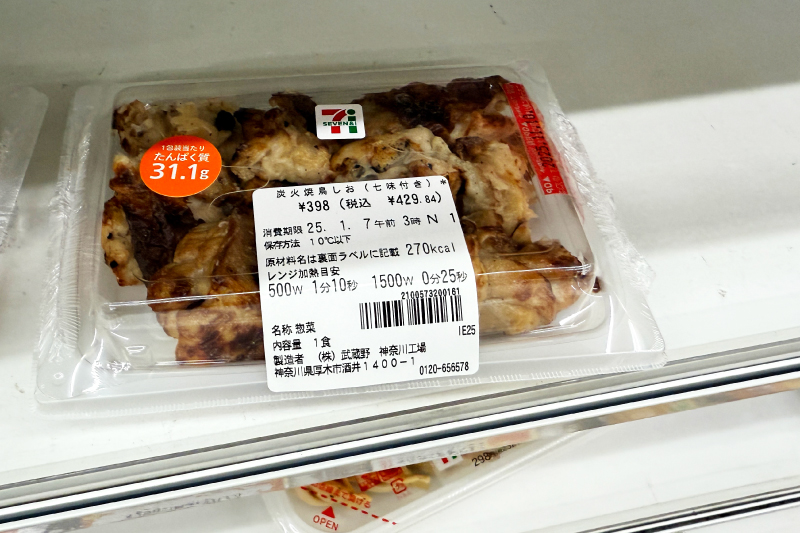 SEVEN&i
1包装当たり
たんぱく質
31.1g
炭火焼鳥しお（七味付き）*
¥398（税込 ¥429.84）
消費期限 25. 1. 7午前 3時 N 1
保存方法 10℃以下
原材料名は裏面ラベルに記載 270kcal
レンジ加熱目安
500W 1分10秒 1500W 0分25秒
2100573200161
IE25
名称 惣菜
内容量 1食
製造者 （株）武蔵野 神奈川工場
神奈川県厚木市酒井1400-1
0120-656578
298
OPEN